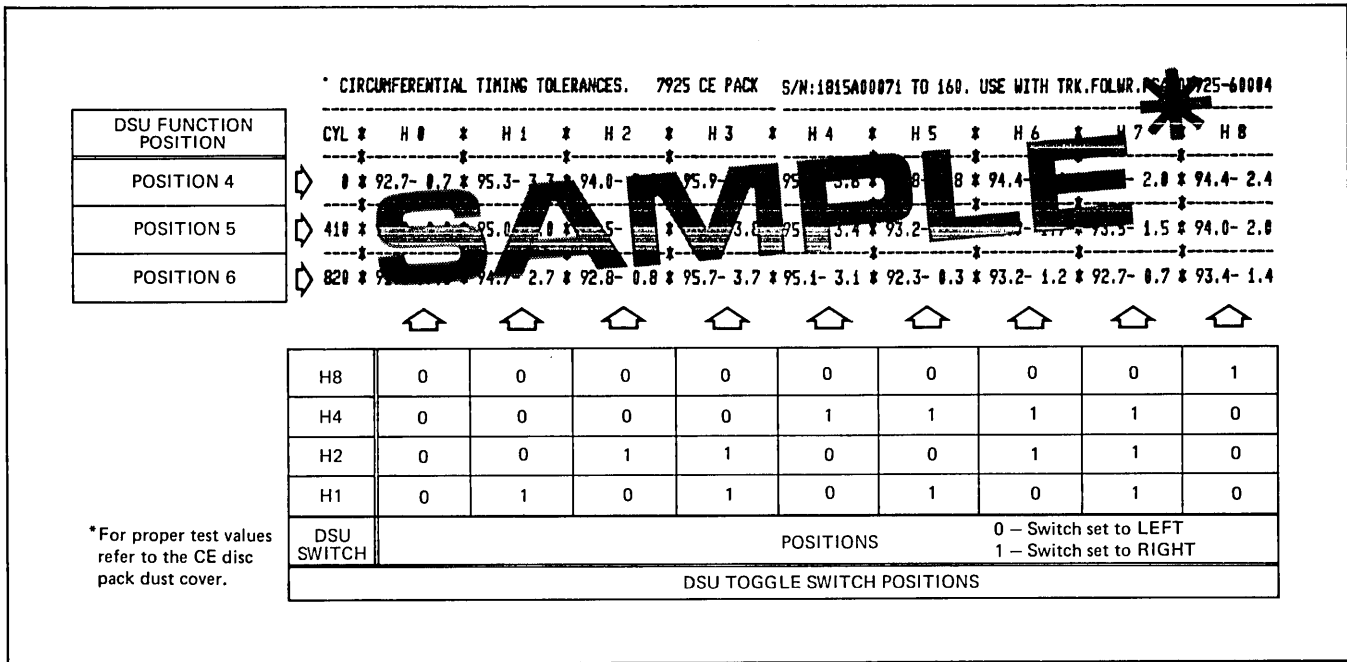 * CIRCUMFERENTIAL TIMING TOLERANCES. 7925 CE PACK S/N:1815A00071 TO 160. USE WITH TRK.FOLWR.
DSU FUNCTION
POSITION
CYL * H 0 * H 1 * H 2 * H 3 * H 4 * H 5 * H 6 * H 7 * H 8
POSITION 4
0 * 92.7- 0.7 * 95.3- 3.3 * 94.0- 95.9- 94.4- 2.0 * 94.4- 2.4
POSITION 5
410 * 95.0 3.4 * 93.2- 1.5 * 94.0- 2.0
POSITION 6
820 * 94.7- 2.7 * 92.8- 0.8 * 95.7- 3.7 * 95.1- 3.1 * 92.3- 0.3 * 93.2- 1.2 * 92.7- 0.7 * 93.4- 1.4
SAMPLE*
H8 0 0 0 0 0 0 0 0 1
H4 0 0 0 0 1 1 1 1 0
H2 0 0 1 1 0 0 1 1 0
H1 0 1 0 1 0 1 0 1 0
DSU
SWITCH
POSITIONS
0 – Switch set to LEFT
1 – Switch set to RIGHT
DSU TOGGLE SWITCH POSITIONS
*For proper test values
refer to the CE disc
pack dust cover.